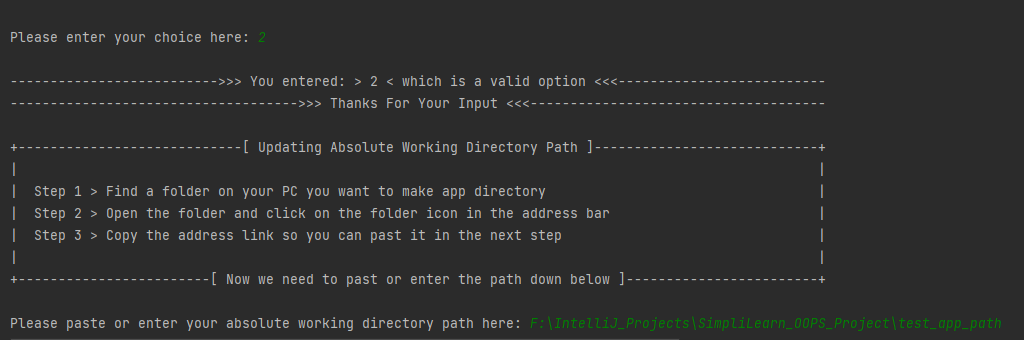 Please enter your choice here: 2
-------------------------->>> You entered: > 2 < which is a valid option <<<--------------------------
------------------------------------>>> Thanks For Your Input <<<-------------------------------------
+----------------------------[ Updating Absolute Working Directory Path ]----------------------------+
| |
| Step 1 > Find a folder on your PC you want to make app directory |
| Step 2 > Open the folder and click on the folder icon in the address bar |
| Step 3 > Copy the address link so you can past it in the next step |
| |
+------------------------[ Now we need to past or enter the path down below ]------------------------+
Please paste or enter your absolute working directory path here: F:\IntelliJ_Projects\SimpliLearn_OOPS_Project\test_app_path